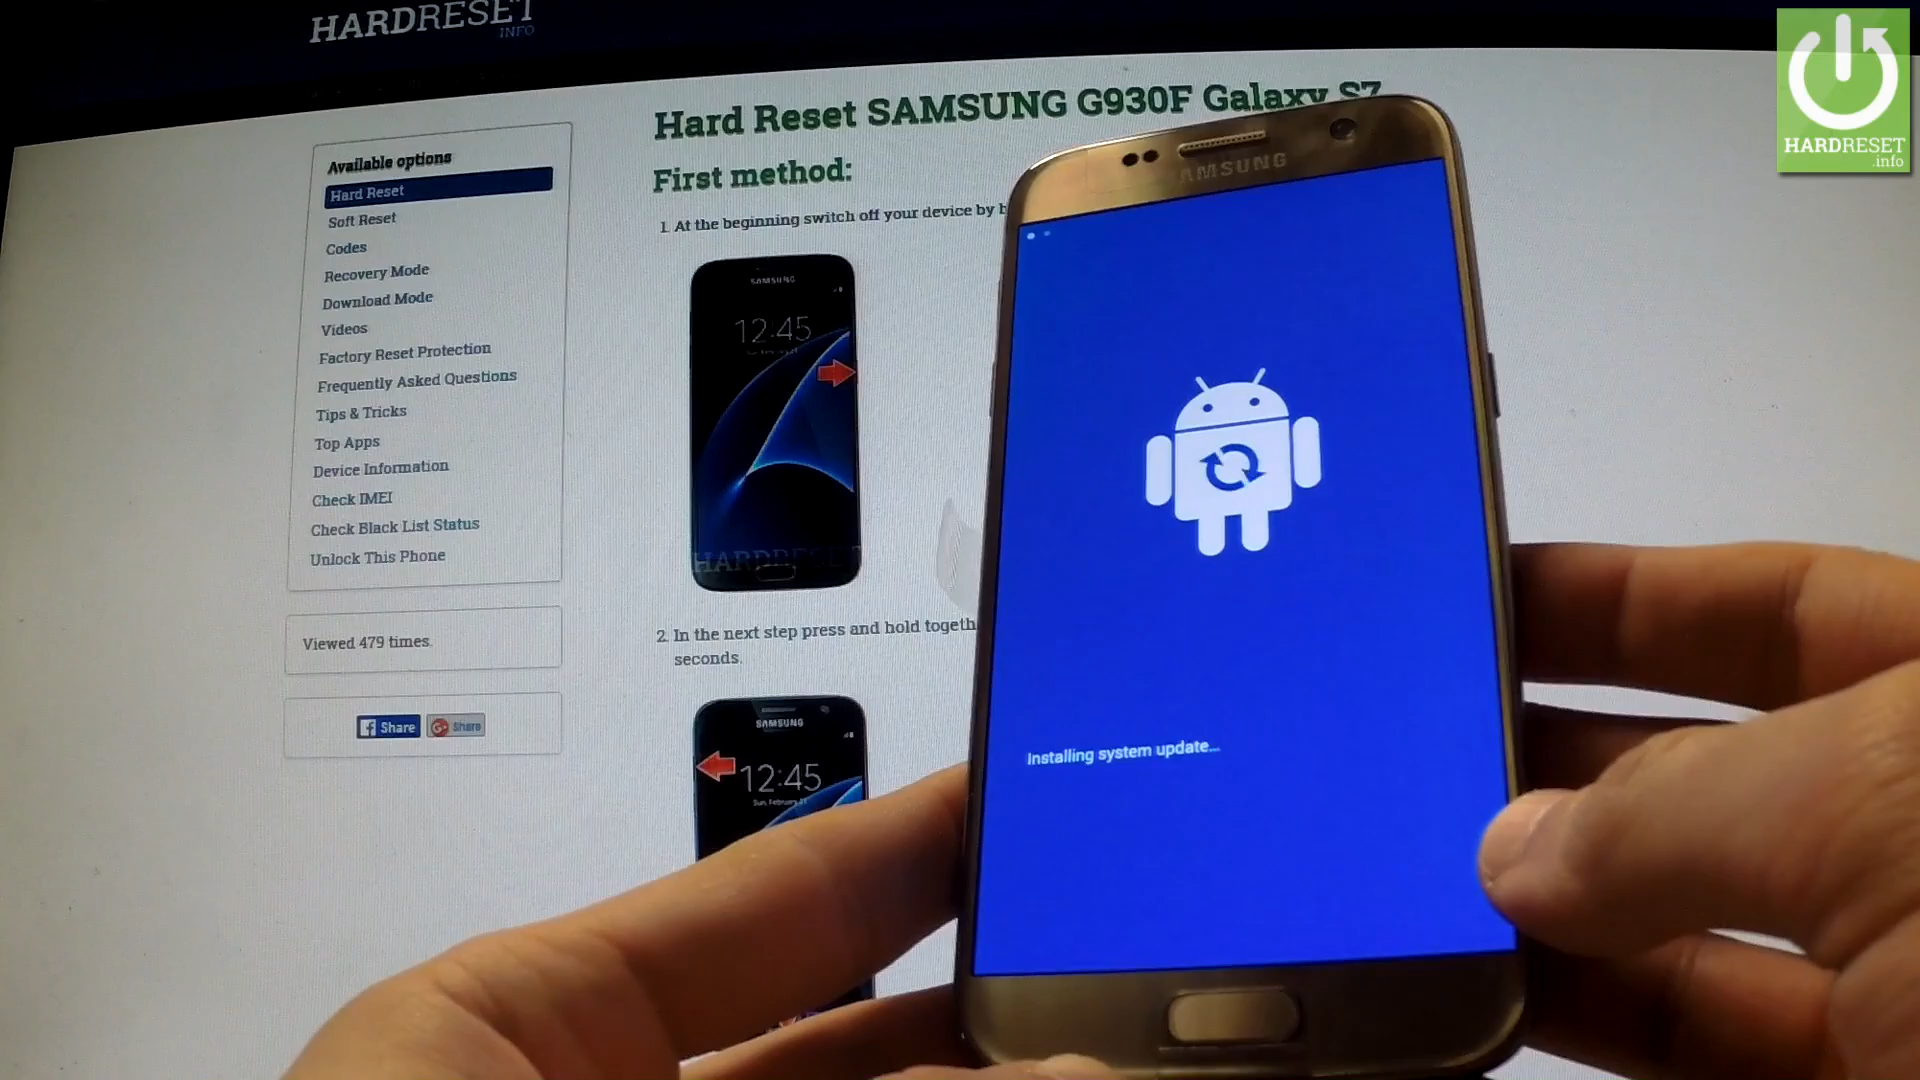 HARDRESET
INFO
HARDRESET
.info
Hard Reset SAMSUNG G930F Galaxy S7
First method:
1. At the beginning switch off your device by
Available options
Hard Reset
Soft Reset
Codes
Recovery Mode
Download Mode
Videos
Factory Reset Protection
Frequently Asked Questions
Tips & Tricks
Top Apps
Device Information
Check IMEI
Check Black List Status
Unlock This Phone
Viewed 479 times.
Share
Share
SAMSUNG
12:45
HARDRESET
2. In the next step press and hold
seconds.
SAMSUNG
12:45
Sun, February 21
SAMSUNG
Installing system update...